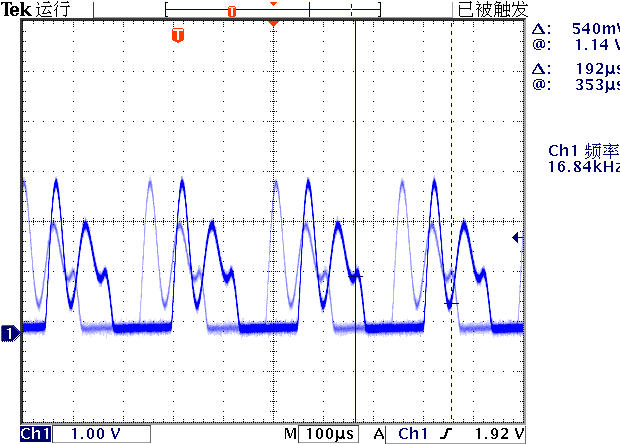 Tek 运行 已被触发
T
T
Δ: 540mV
@: 1.14 V
Δ: 192µs
@: 353µs
Ch1 频率
16.84kHz
1
Ch1 1.00 V M 100µs A Ch1 1.92 V